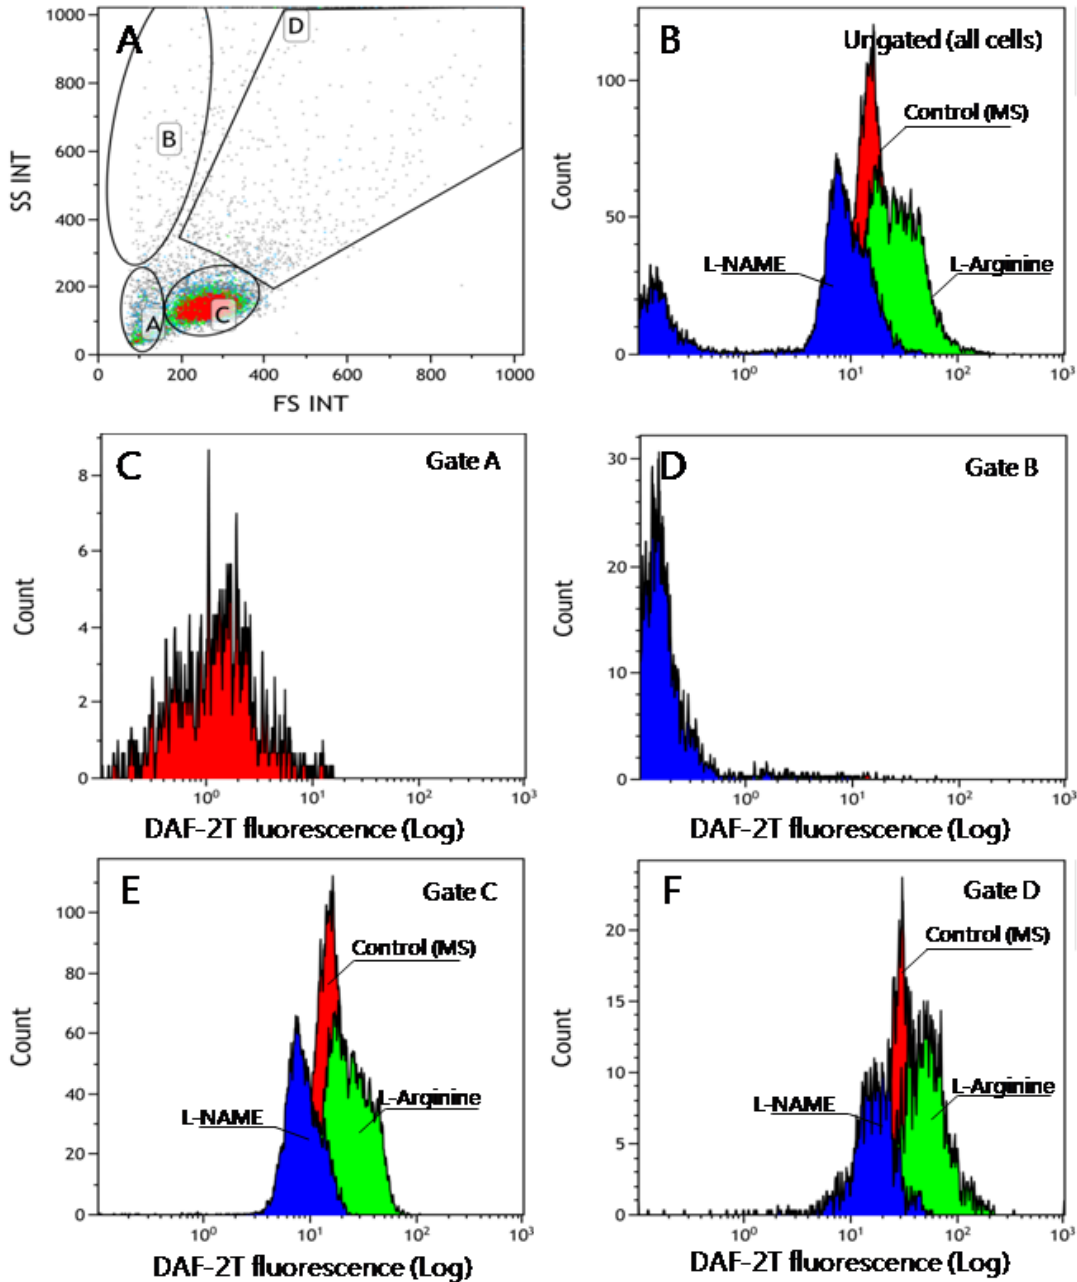 A
1000
800
600
400
200
0
SS INT
D
B
A
C
0 200 400 600 800 1000
FS INT
B
Ungated (all cells)
Control (MS)
L-NAME
L-Arginine
100
50
0
Count
10⁰ 10¹ 10² 10³
C
Gate A
8
6
4
2
0
Count
10⁰ 10¹ 10² 10³
DAF-2T fluorescence (Log)
D
Gate B
30
20
10
0
Count
10⁰ 10¹ 10² 10³
DAF-2T fluorescence (Log)
E
Gate C
Control (MS)
L-Arginine
L-NAME
100
80
60
40
20
0
Count
10⁰ 10¹ 10² 10³
DAF-2T fluorescence (Log)
F
Gate D
Control (MS)
L-Arginine
L-NAME
20
15
10
5
0
Count
10⁰ 10¹ 10² 10³
DAF-2T fluorescence (Log)